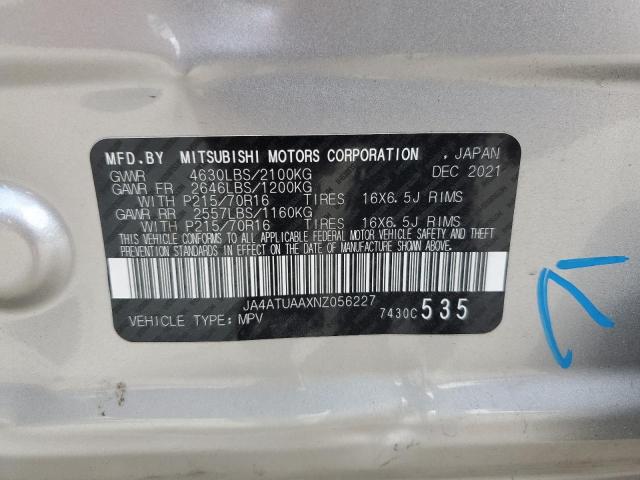 MFD.BY MITSUBISHI MOTORS CORPORATION , JAPAN
GVWR 4630LBS/2100KG DEC 2021
GAWR FR 2646LBS/1200KG
WITH P215/70R16 TIRES 16X6.5J RIMS
GAWR RR 2557LBS/1160KG
WITH P215/70R16 TIRES 16X6.5J RIMS
THIS VEHICLE CONFORMS TO ALL APPLICABLE FEDERAL MOTOR VEHICLE SAFETY AND THEFT
PREVENTION STANDARDS IN EFFECT ON THE DATE OF MANUFACTURE SHOWN ABOVE.
JA4ATUAAXNZ056227
VEHICLE TYPE: MPV 7430C 535